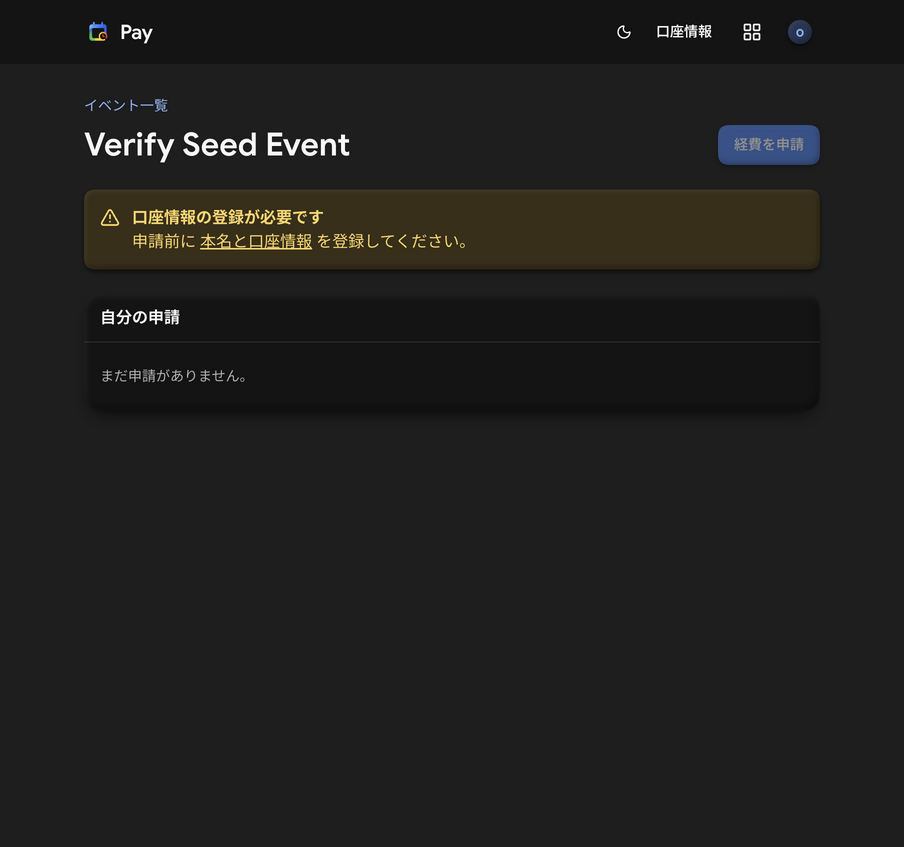 Pay
口座情報
o
イベント一覧
Verify Seed Event
経費を申請
口座情報の登録が必要です
申請前に 本名と口座情報 を登録してください。
自分の申請
まだ申請がありません。